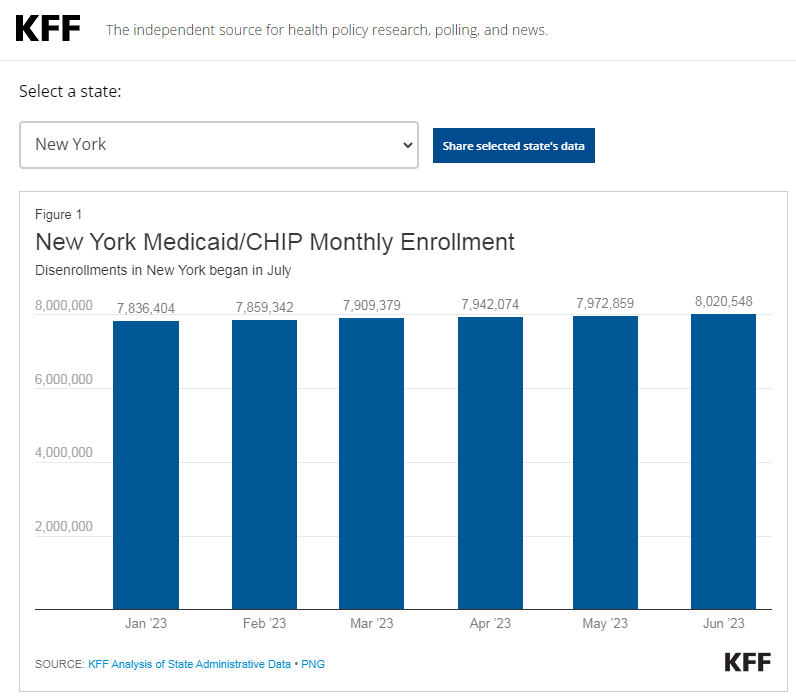 KFF The independent source for health policy research, polling, and news.
Select a state:
New York Share selected state's data
Figure 1
New York Medicaid/CHIP Monthly Enrollment
Disenrollments in New York began in July
8,000,000 7,836,404 7,859,342 7,909,379 7,942,074 7,972,859 8,020,548
6,000,000
4,000,000
2,000,000
Jan ’23 Feb ’23 Mar ’23 Apr ’23 May ’23 Jun ’23
SOURCE: KFF Analysis of State Administrative Data • PNG KFF